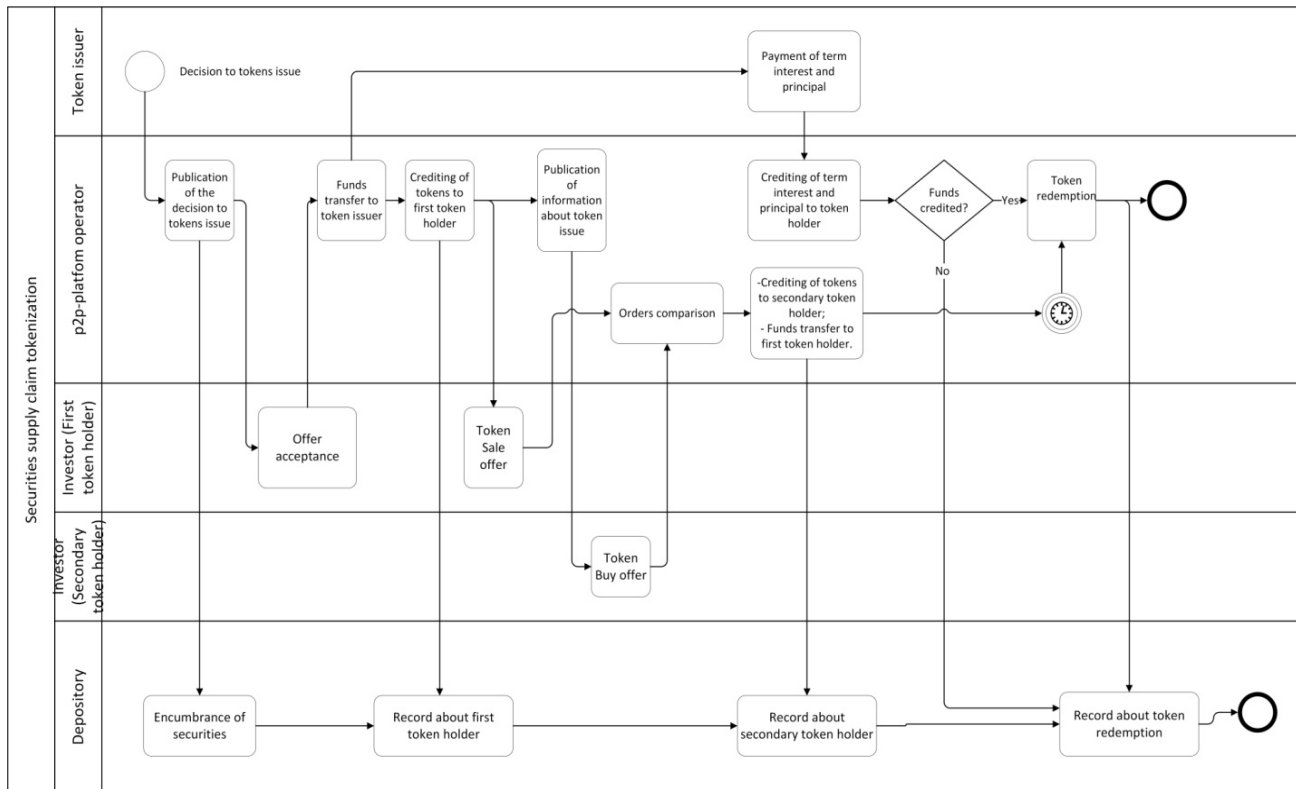 Securities supply claim tokenization
Token issuer
Decision to tokens issue
Payment of term
interest and
principal
p2p-platfom operator
Publication
of the
decision to
tokens issue
Funds
transfer to
token issuer
Crediting of
tokens to
first token
holder
Publication
of
information
about token
issue
Crediting of term
interest and
principal to token
holder
Funds
credited?
Yes
No
Token
redemption
Orders comparison
-Crediting of tokens
to secondary token
holder;
- Funds transfer to
first token holder.
Investor (First
token holder)
Offer
acceptance
Token
Sale
offer
Investor
(Secondary
token holder)
Token
Buy offer
Depository
Encumbrance of
securities
Record about first
token holder
Record about
secondary token holder
Record about token
redemption